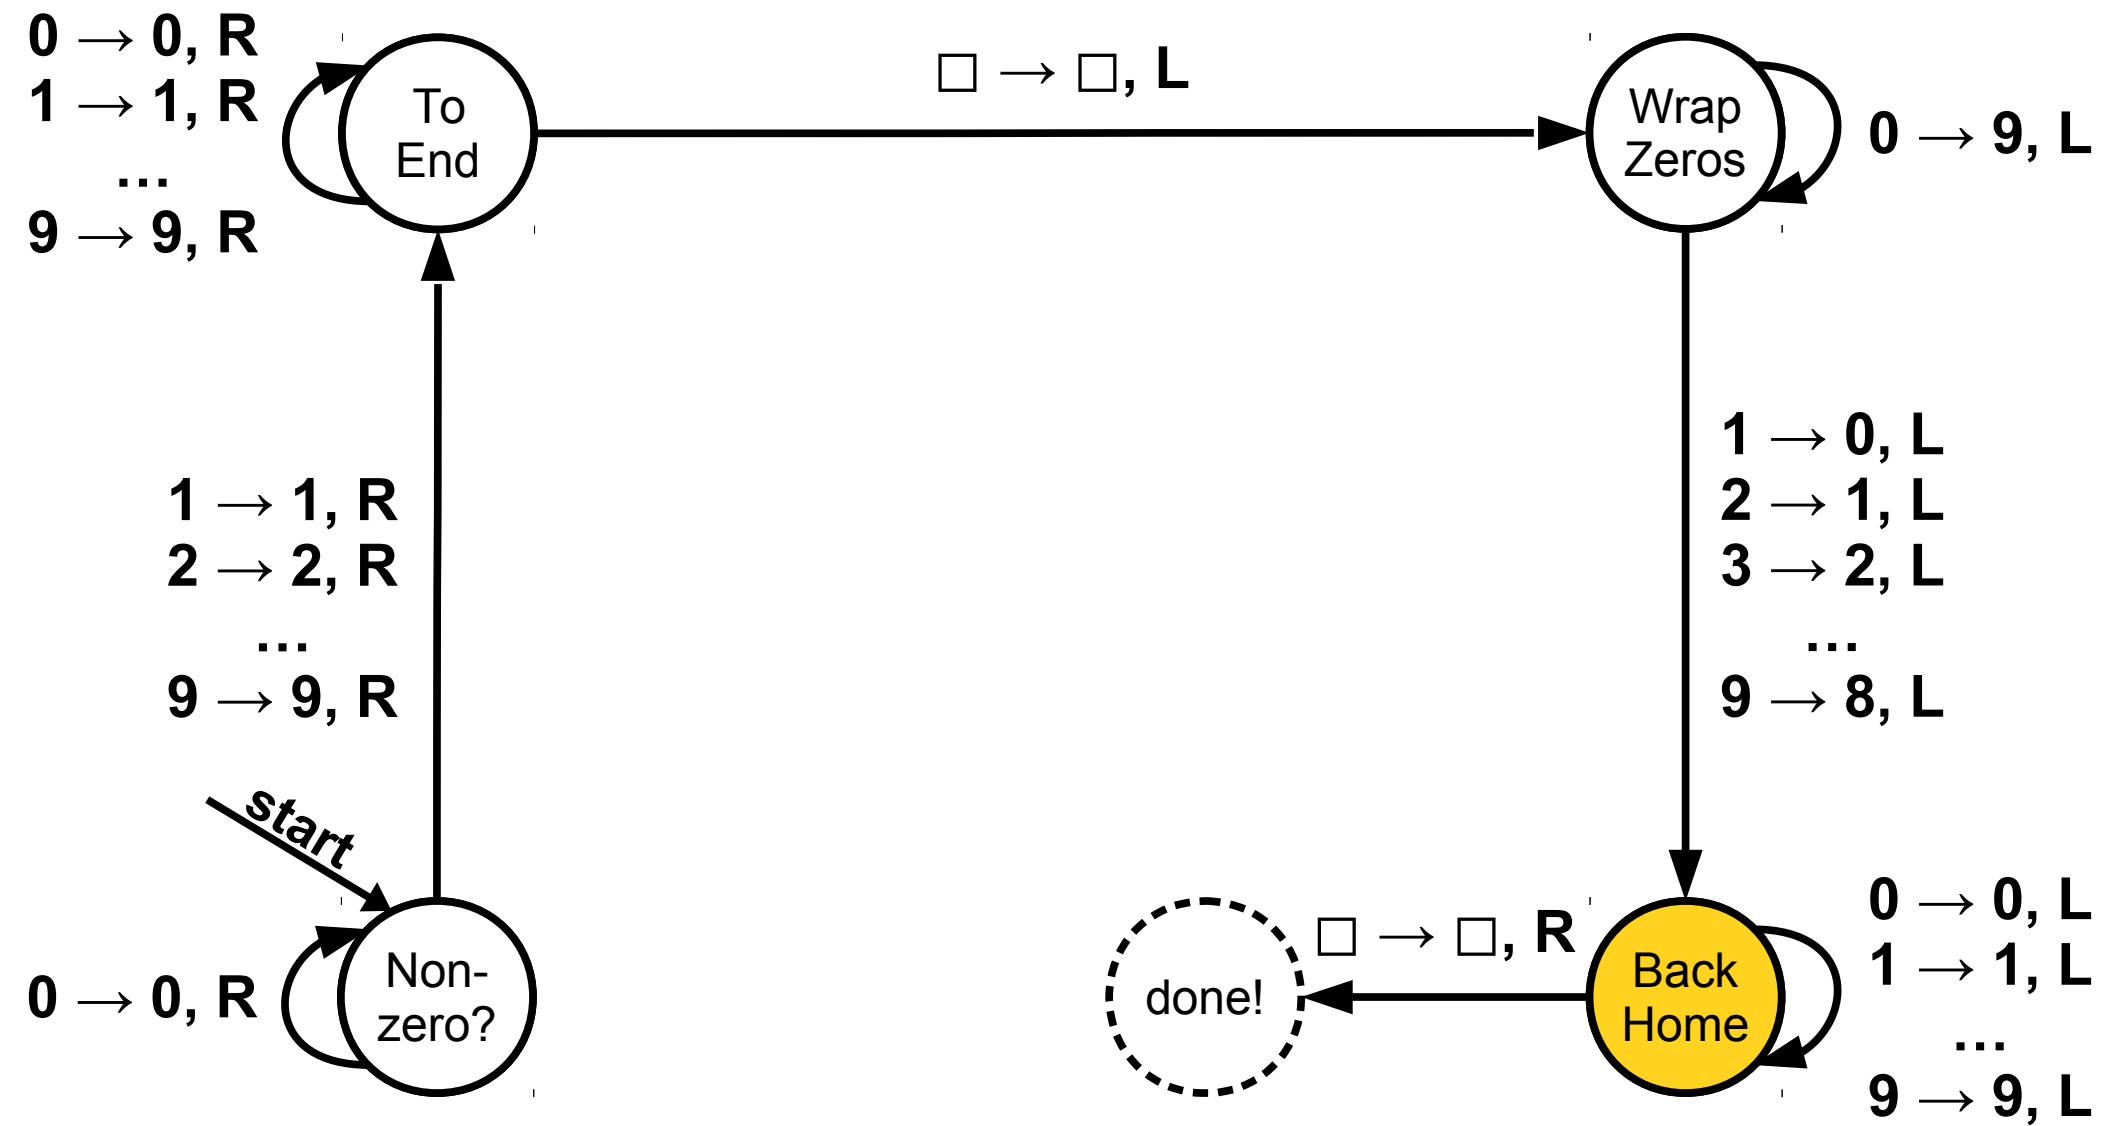 0 → 0, R
1 → 1, R
...
9 → 9, R
To
End
□ → □, L
Wrap
Zeros
0 → 9, L
1 → 1, R
2 → 2, R
...
9 → 9, R
1 → 0, L
2 → 1, L
3 → 2, L
...
9 → 8, L
start
Non-
zero?
0 → 0, R
done!
□ → □, R
Back
Home
0 → 0, L
1 → 1, L
...
9 → 9, L